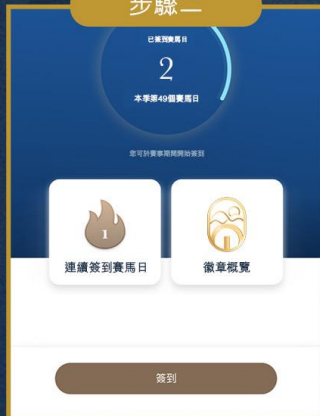 步驟二
已簽到賽馬日
2
本季第49個賽馬日
您可於賽事期間開始簽到
1
連續簽到賽馬日
徽章概覽
簽到